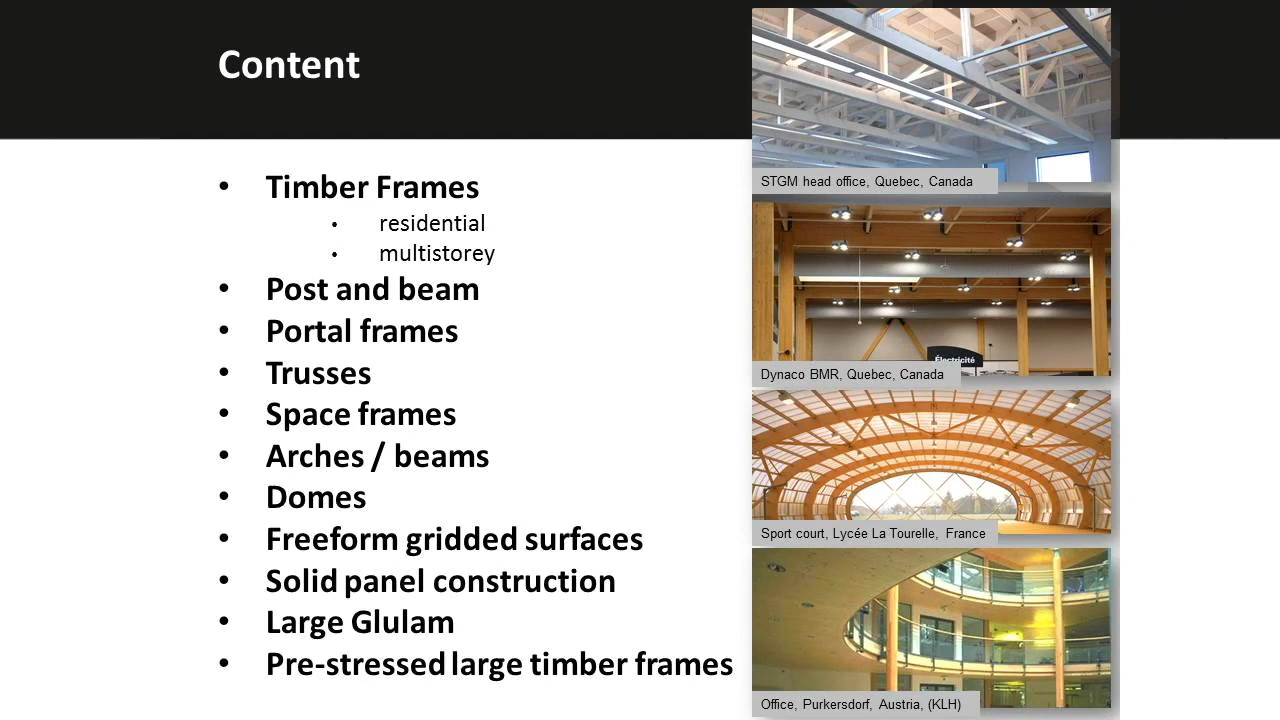 Content
• Timber Frames
• residential
• multistorey
• Post and beam
• Portal frames
• Trusses
• Space frames
• Arches / beams
• Domes
• Freeform gridded surfaces
• Solid panel construction
• Large Glulam
• Pre-stressed large timber frames
STGM head office, Quebec, Canada
Électricité
Dynaco BMR, Quebec, Canada
Sport court, Lycée La Tourelle, France
Office, Purkersdorf, Austria, (KLH)